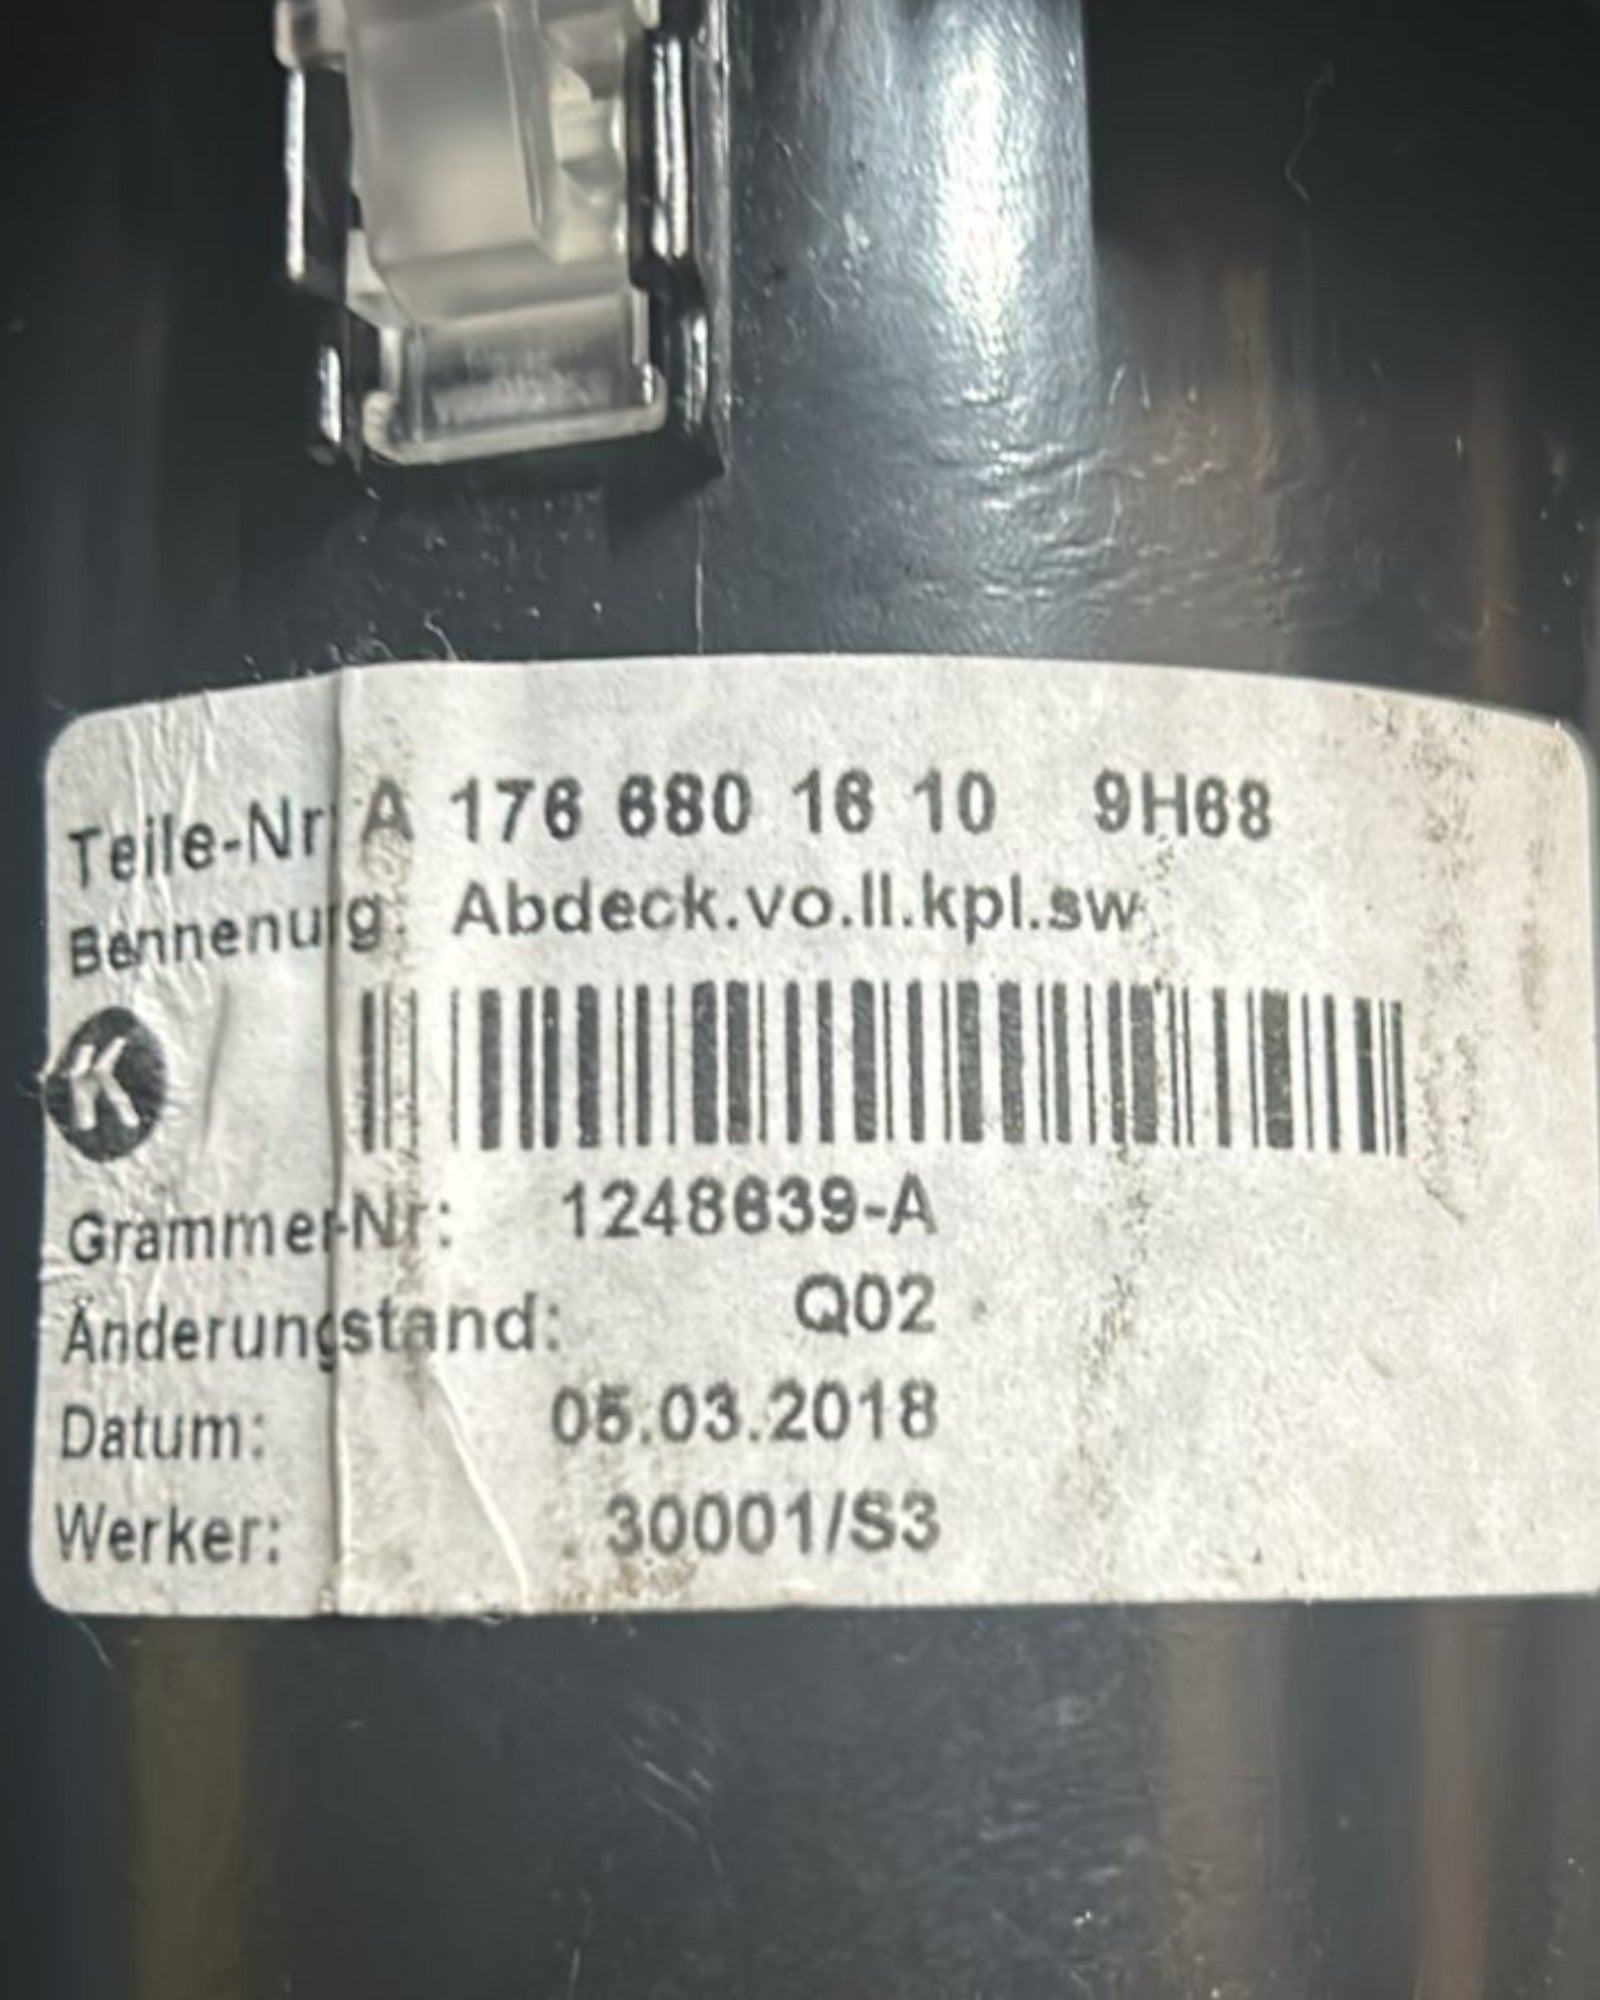 Teile-Nr A 176 680 16 10 9H68
Bennenung: Abdeck.vo.ll.kpl.sw
K
Grammer-Nr: 1248639-A
Änderungstand: Q02
Datum: 05.03.2018
Werker: 30001/S3